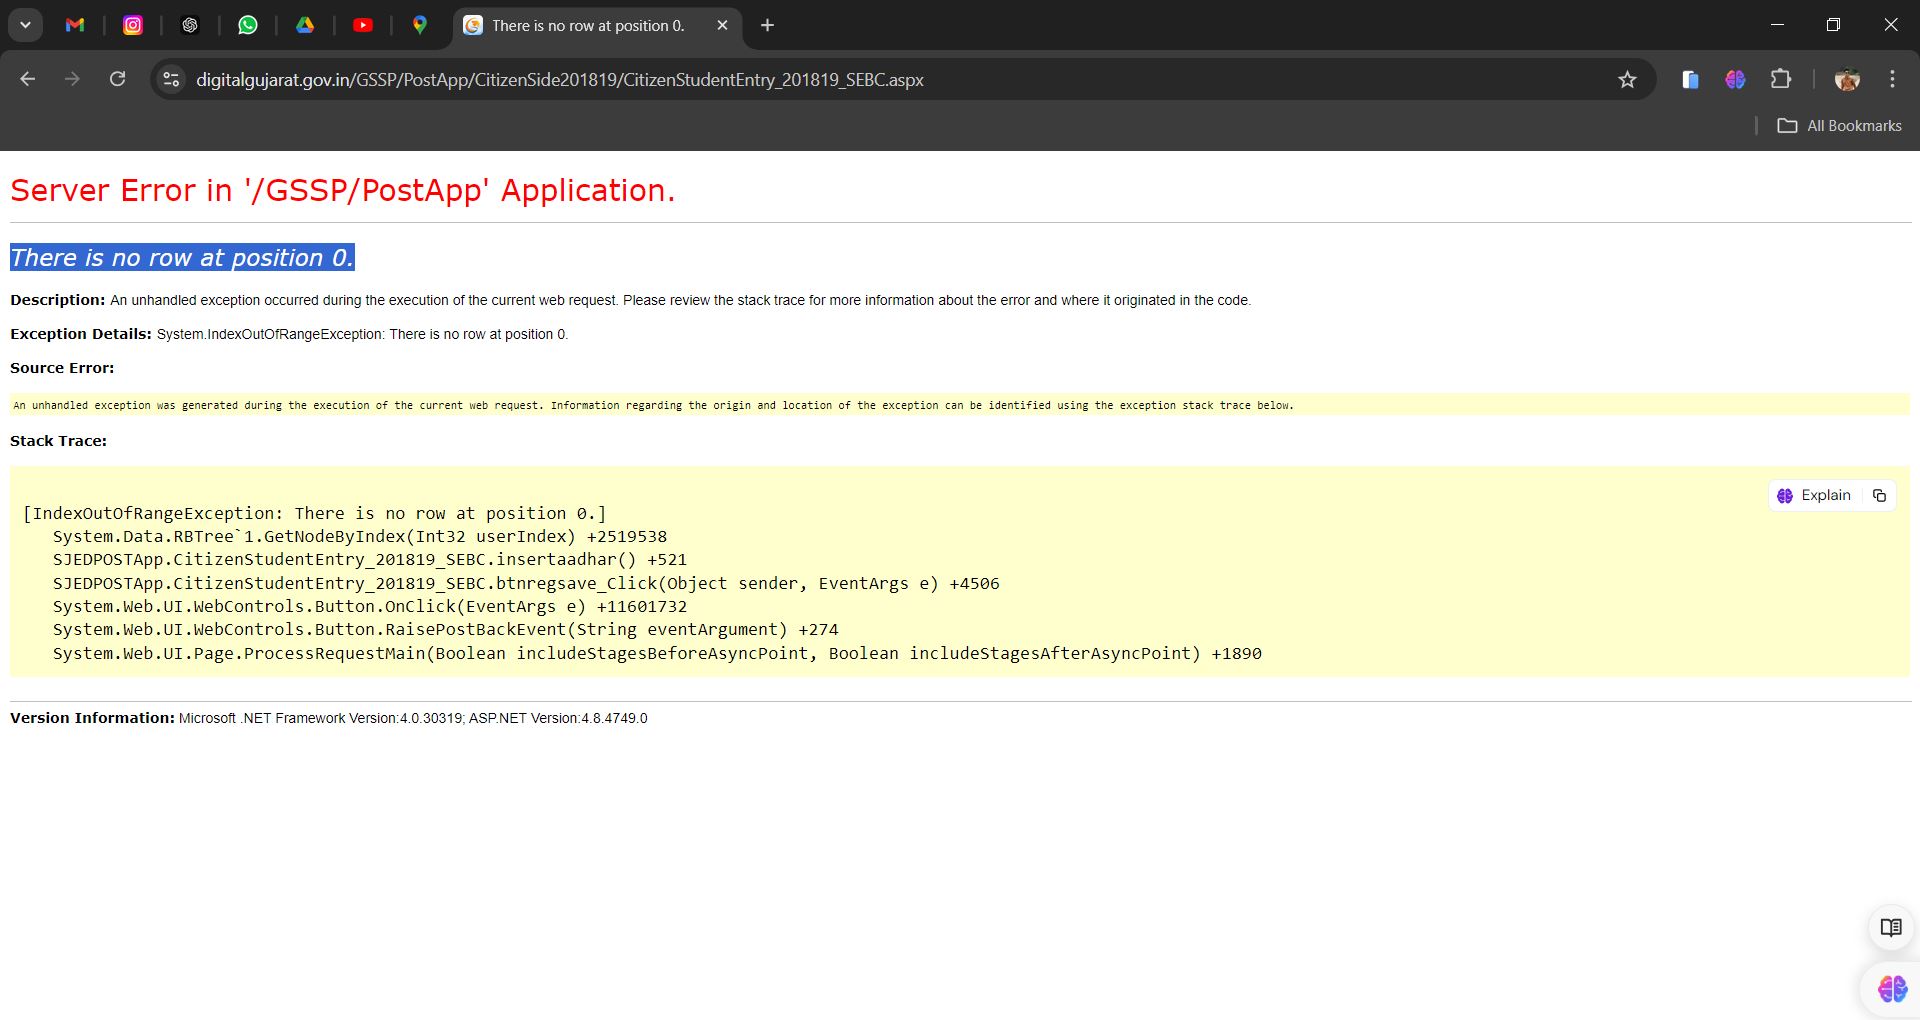 There is no row at position 0.
digitalgujarat.gov.in/GSSP/PostApp/CitizenSide201819/CitizenStudentEntry_201819_SEBC.aspx
All Bookmarks
Server Error in '/GSSP/PostApp' Application.
There is no row at position 0.
Description: An unhandled exception occurred during the execution of the current web request. Please review the stack trace for more information about the error and where it originated in the code.
Exception Details: System.IndexOutOfRangeException: There is no row at position 0.
Source Error:
An unhandled exception was generated during the execution of the current web request. Information regarding the origin and location of the exception can be identified using the exception stack trace below.
Stack Trace:
Explain
[IndexOutOfRangeException: There is no row at position 0.]
System.Data.RBTree`1.GetNodeByIndex(Int32 userIndex) +2519538
SJEDPOSTApp.CitizenStudentEntry_201819_SEBC.insertaadhar() +521
SJEDPOSTApp.CitizenStudentEntry_201819_SEBC.btnregsave_Click(Object sender, EventArgs e) +4506
System.Web.UI.WebControls.Button.OnClick(EventArgs e) +11601732
System.Web.UI.WebControls.Button.RaisePostBackEvent(String eventArgument) +274
System.Web.UI.Page.ProcessRequestMain(Boolean includeStagesBeforeAsyncPoint, Boolean includeStagesAfterAsyncPoint) +1890
Version Information: Microsoft .NET Framework Version:4.0.30319; ASP.NET Version:4.8.4749.0